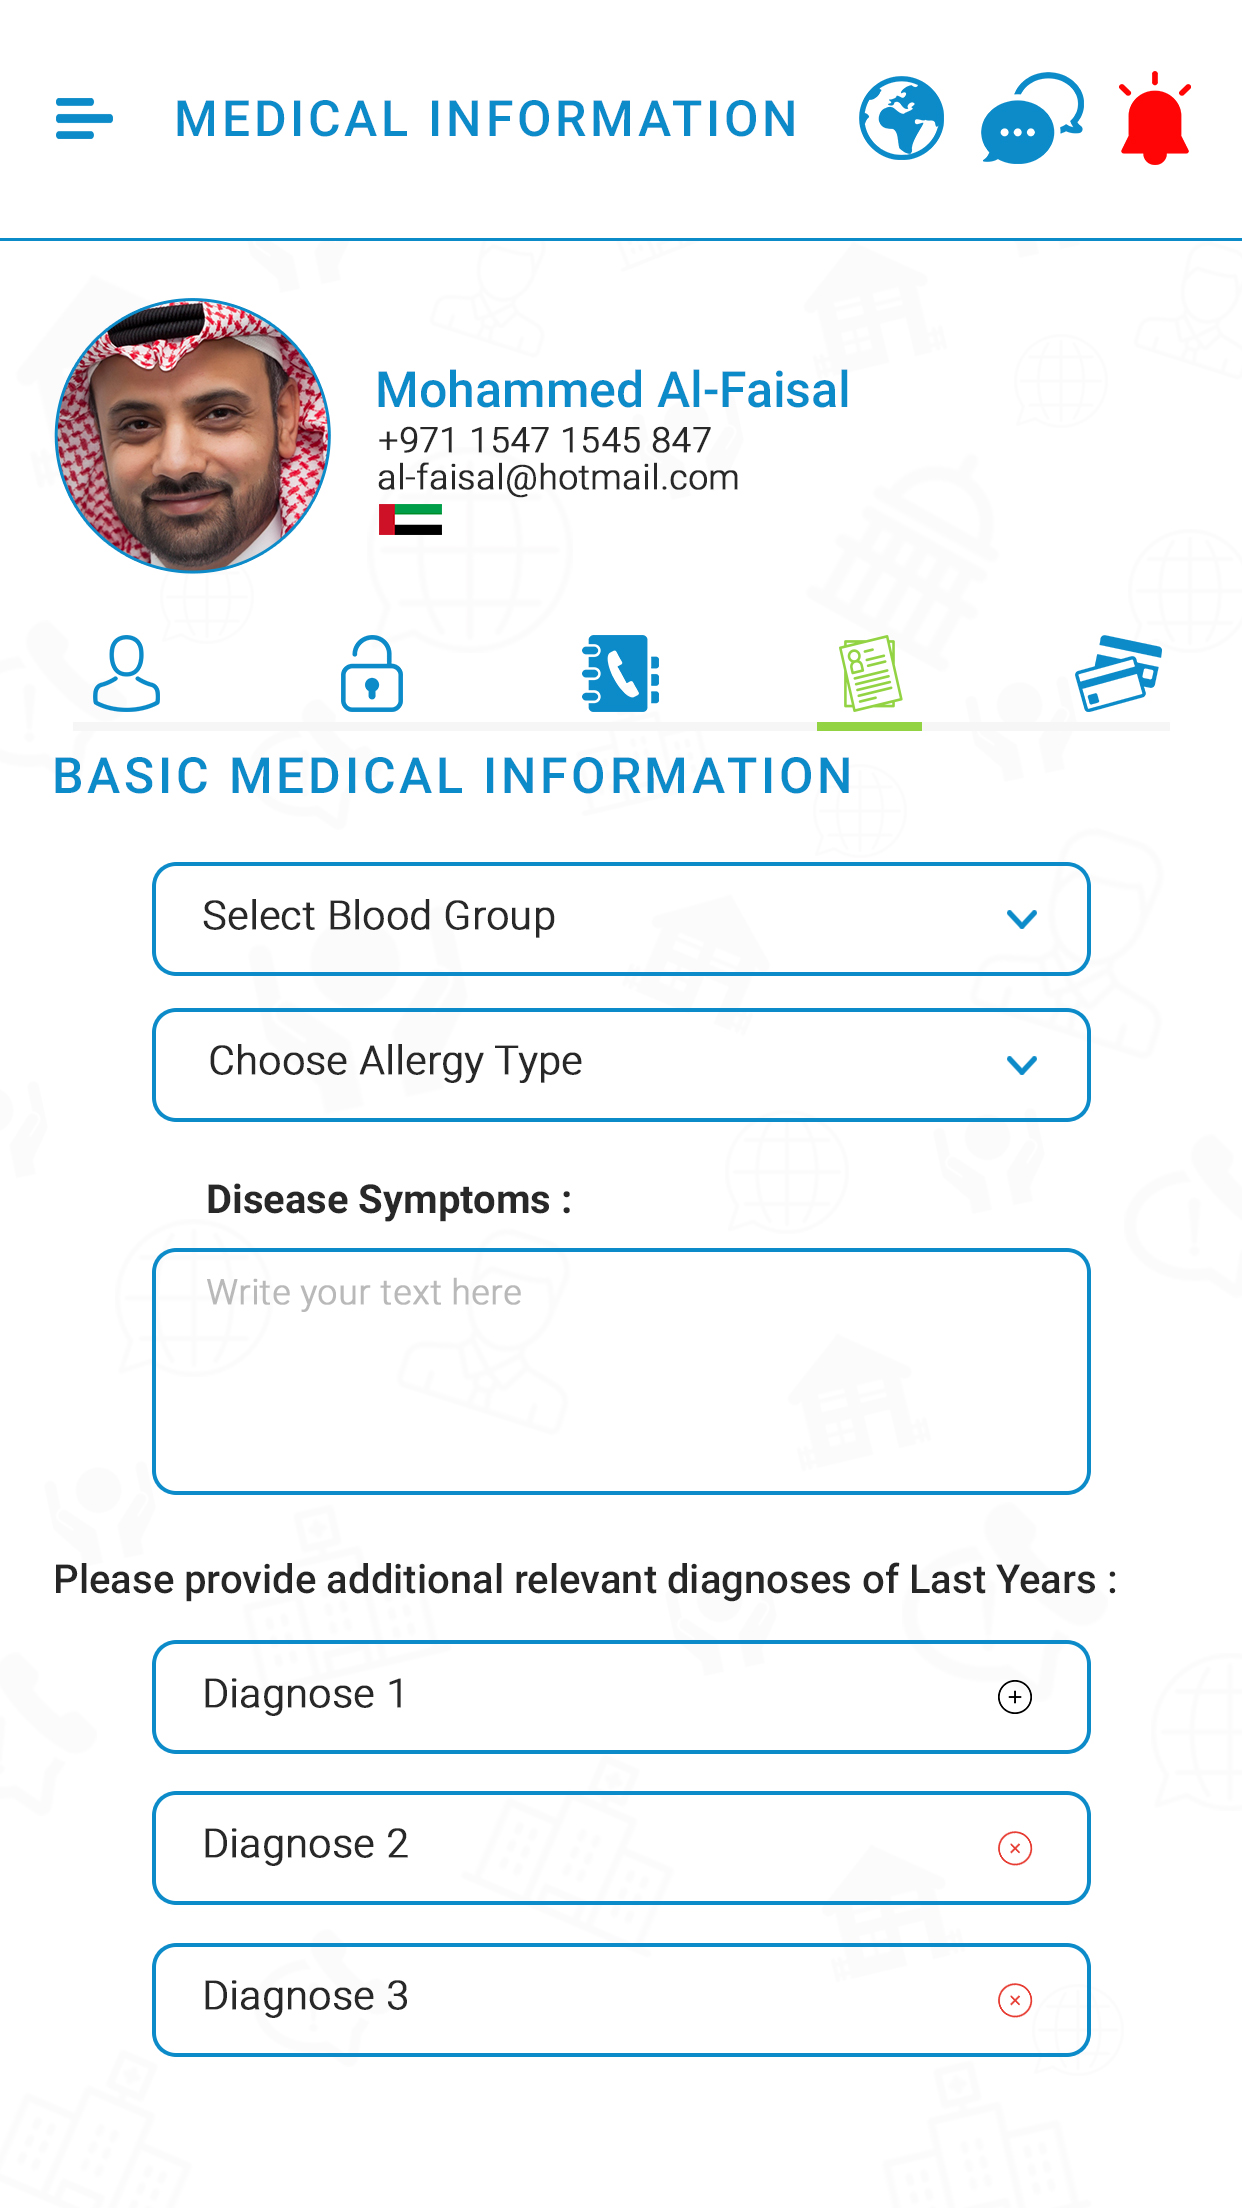 MEDICAL INFORMATION
Mohammed Al-Faisal
+971 1547 1545 847
al-faisal@hotmail.com
BASIC MEDICAL INFORMATION
Select Blood Group
Choose Allergy Type
Disease Symptoms :
Write your text here
Please provide additional relevant diagnoses of Last Years :
Diagnose 1
Diagnose 2
Diagnose 3